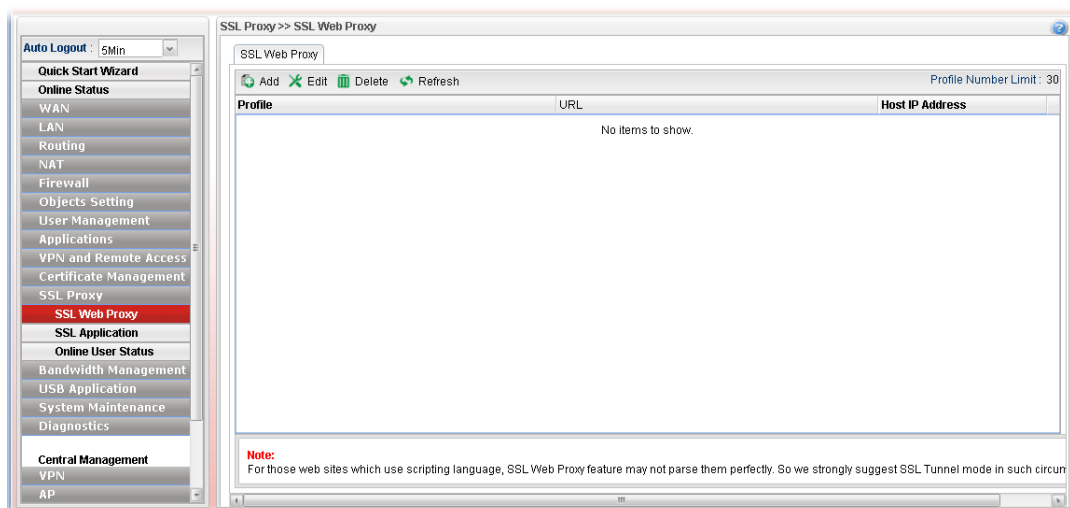 SSL Proxy >> SSL Web Proxy
Auto Logout : 5Min
Quick Start Wizard
Online Status
WAN
LAN
Routing
NAT
Firewall
Objects Setting
User Management
Applications
VPN and Remote Access
Certificate Management
SSL Proxy
SSL Web Proxy
SSL Application
Online User Status
Bandwidth Management
USB Application
System Maintenance
Diagnostics
Central Management
VPN
AP
SSL Web Proxy
Add Edit Delete Refresh Profile Number Limit : 30
Profile URL Host IP Address
No items to show.
Note:
For those web sites which use scripting language, SSL Web Proxy feature may not parse them perfectly. So we strongly suggest SSL Tunnel mode in such circum